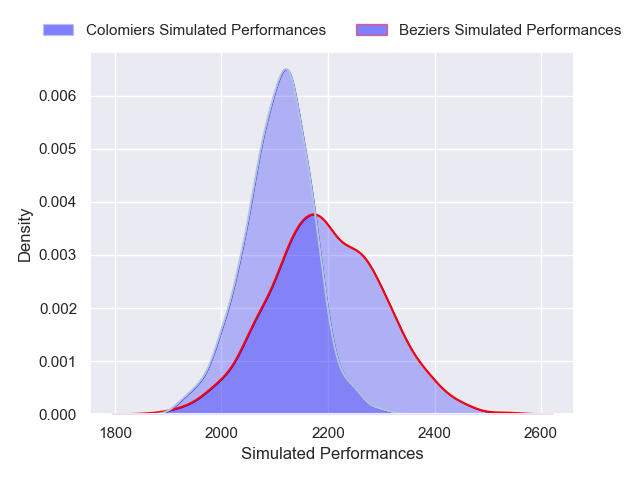 Colomiers Simulated Performances
Beziers Simulated Performances
0.006
0.005
0.004
0.003
0.002
0.001
0.000
Density
1800 2000 2200 2400 2600
Simulated Performances